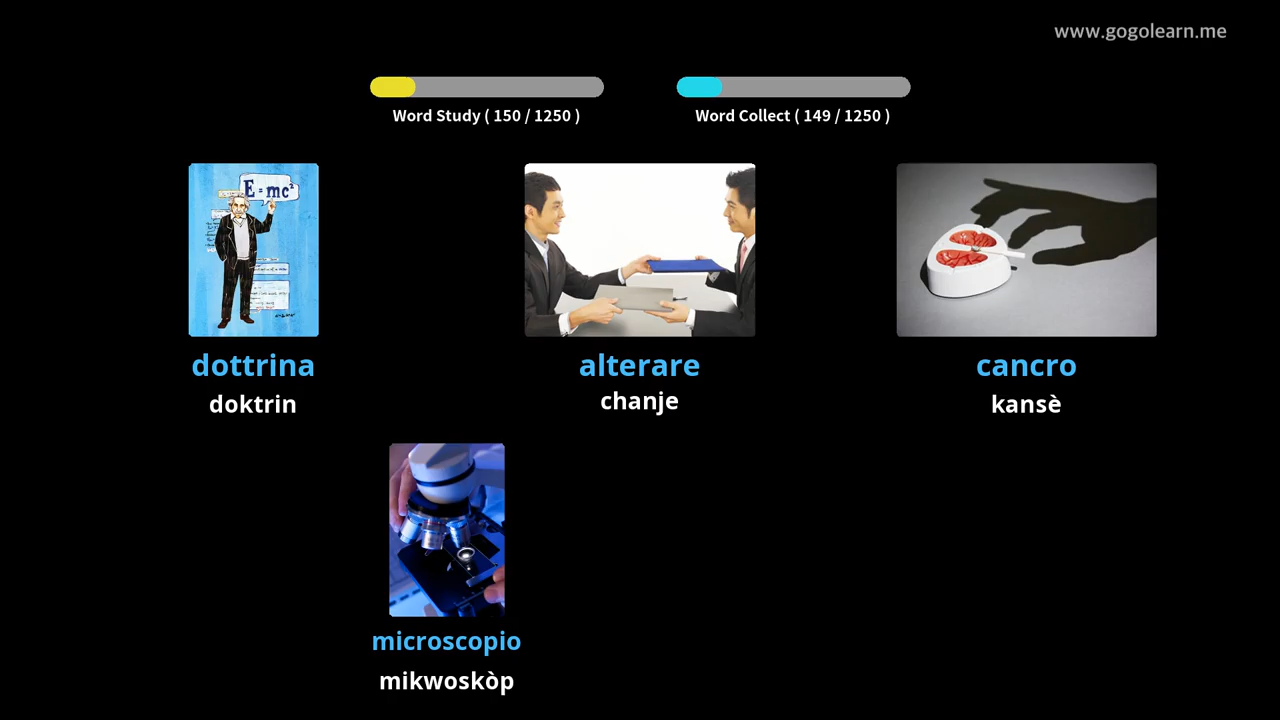 www.gogolearn.me
Word Study ( 150 / 1250 )
Word Collect ( 149 / 1250 )
E = mc²
dottrina
alterare
cancro
doktrin
chanje
kansè
microscopio
mikwoskòp